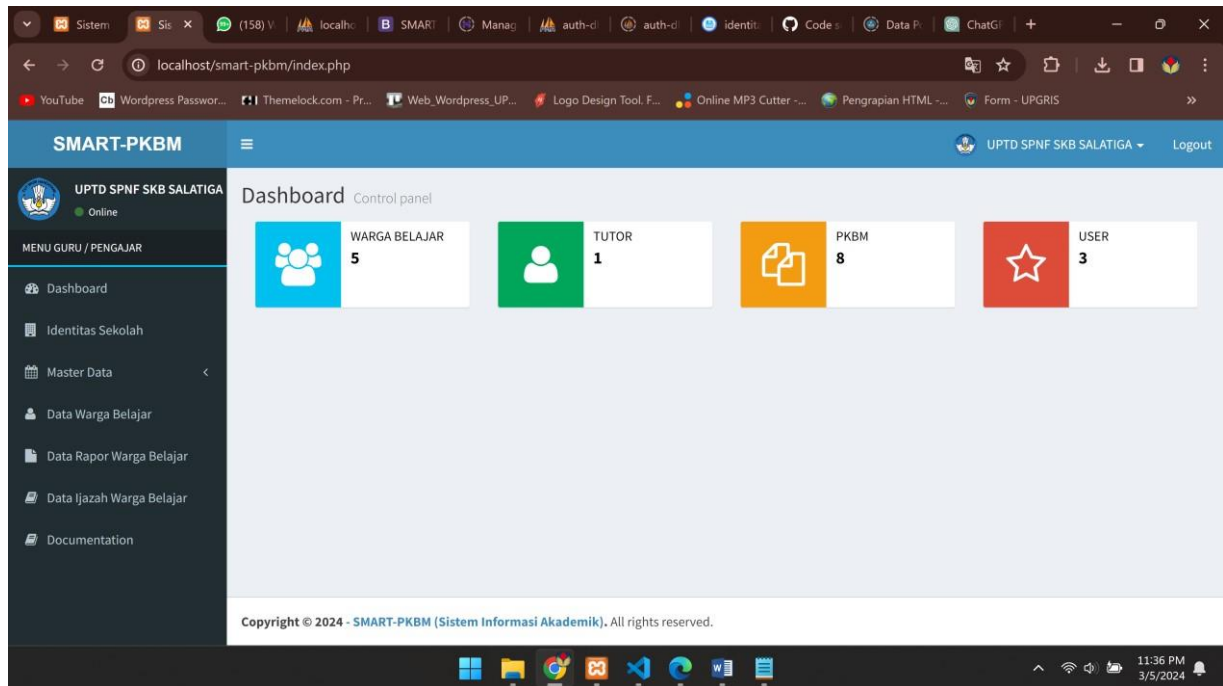 Sistem Sis (158) localho SMART Manag auth-d auth-d identit Code s Data P ChatGP
localhost/smart-pkbm/index.php
YouTube Wordpress Passwor... Themelock.com - Pr... Web_Wordpress_UP... Logo Design Tool. F... Online MP3 Cutter -... Pengrapian HTML -... Form - UPGRIS
SMART-PKBM UPTD SPNF SKB SALATIGA Logout
UPTD SPNF SKB SALATIGA
Online
MENU GURU / PENGAJAR
Dashboard
Identitas Sekolah
Master Data
Data Warga Belajar
Data Rapor Warga Belajar
Data Ijazah Warga Belajar
Documentation
Dashboard Control panel
WARGA BELAJAR
5
TUTOR
1
PKBM
8
USER
3
Copyright © 2024 - SMART-PKBM (Sistem Informasi Akademik). All rights reserved.
11:36 PM
3/5/2024